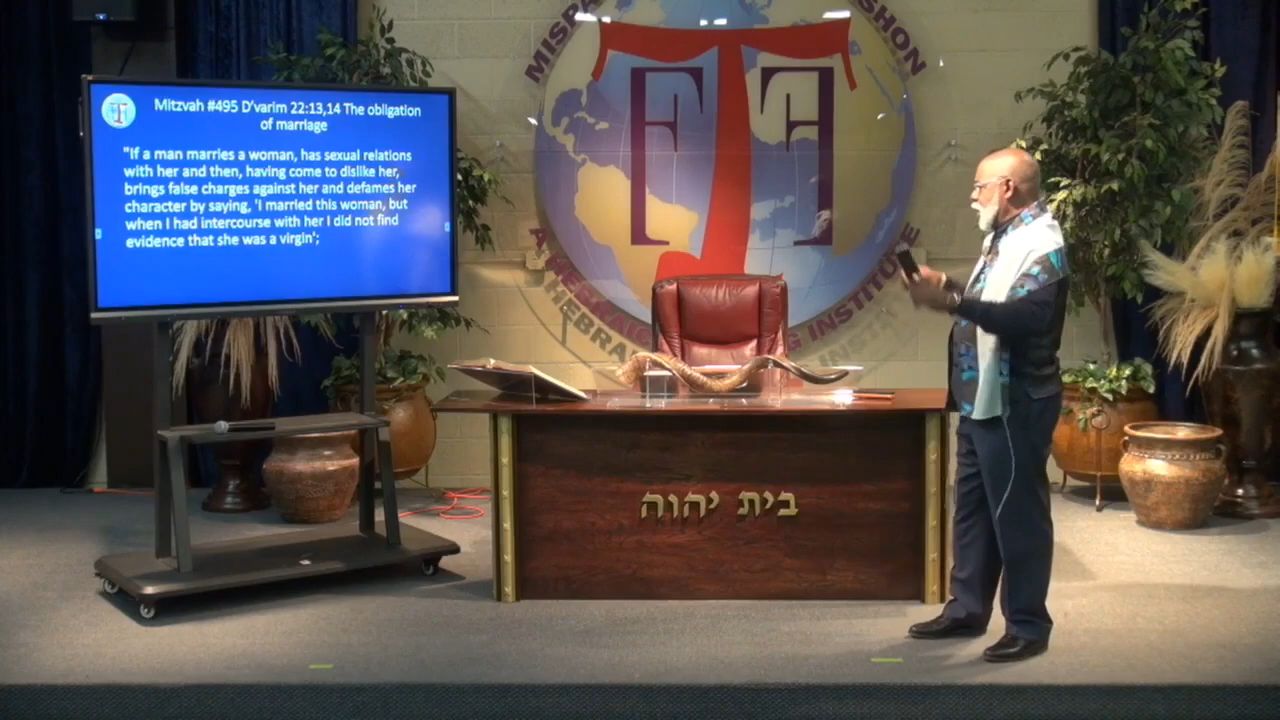 Mitzvah #495 D'varim 22:13,14 The obligation
of marriage
"If a man marries a woman, has sexual relations
with her and then, having come to dislike her,
brings false charges against her and defames her
character by saying, 'I married this woman, but
when I had intercourse with her I did not find
evidence that she was a virgin';
A HEBRAIC
INSTITUTE
בית יהוה